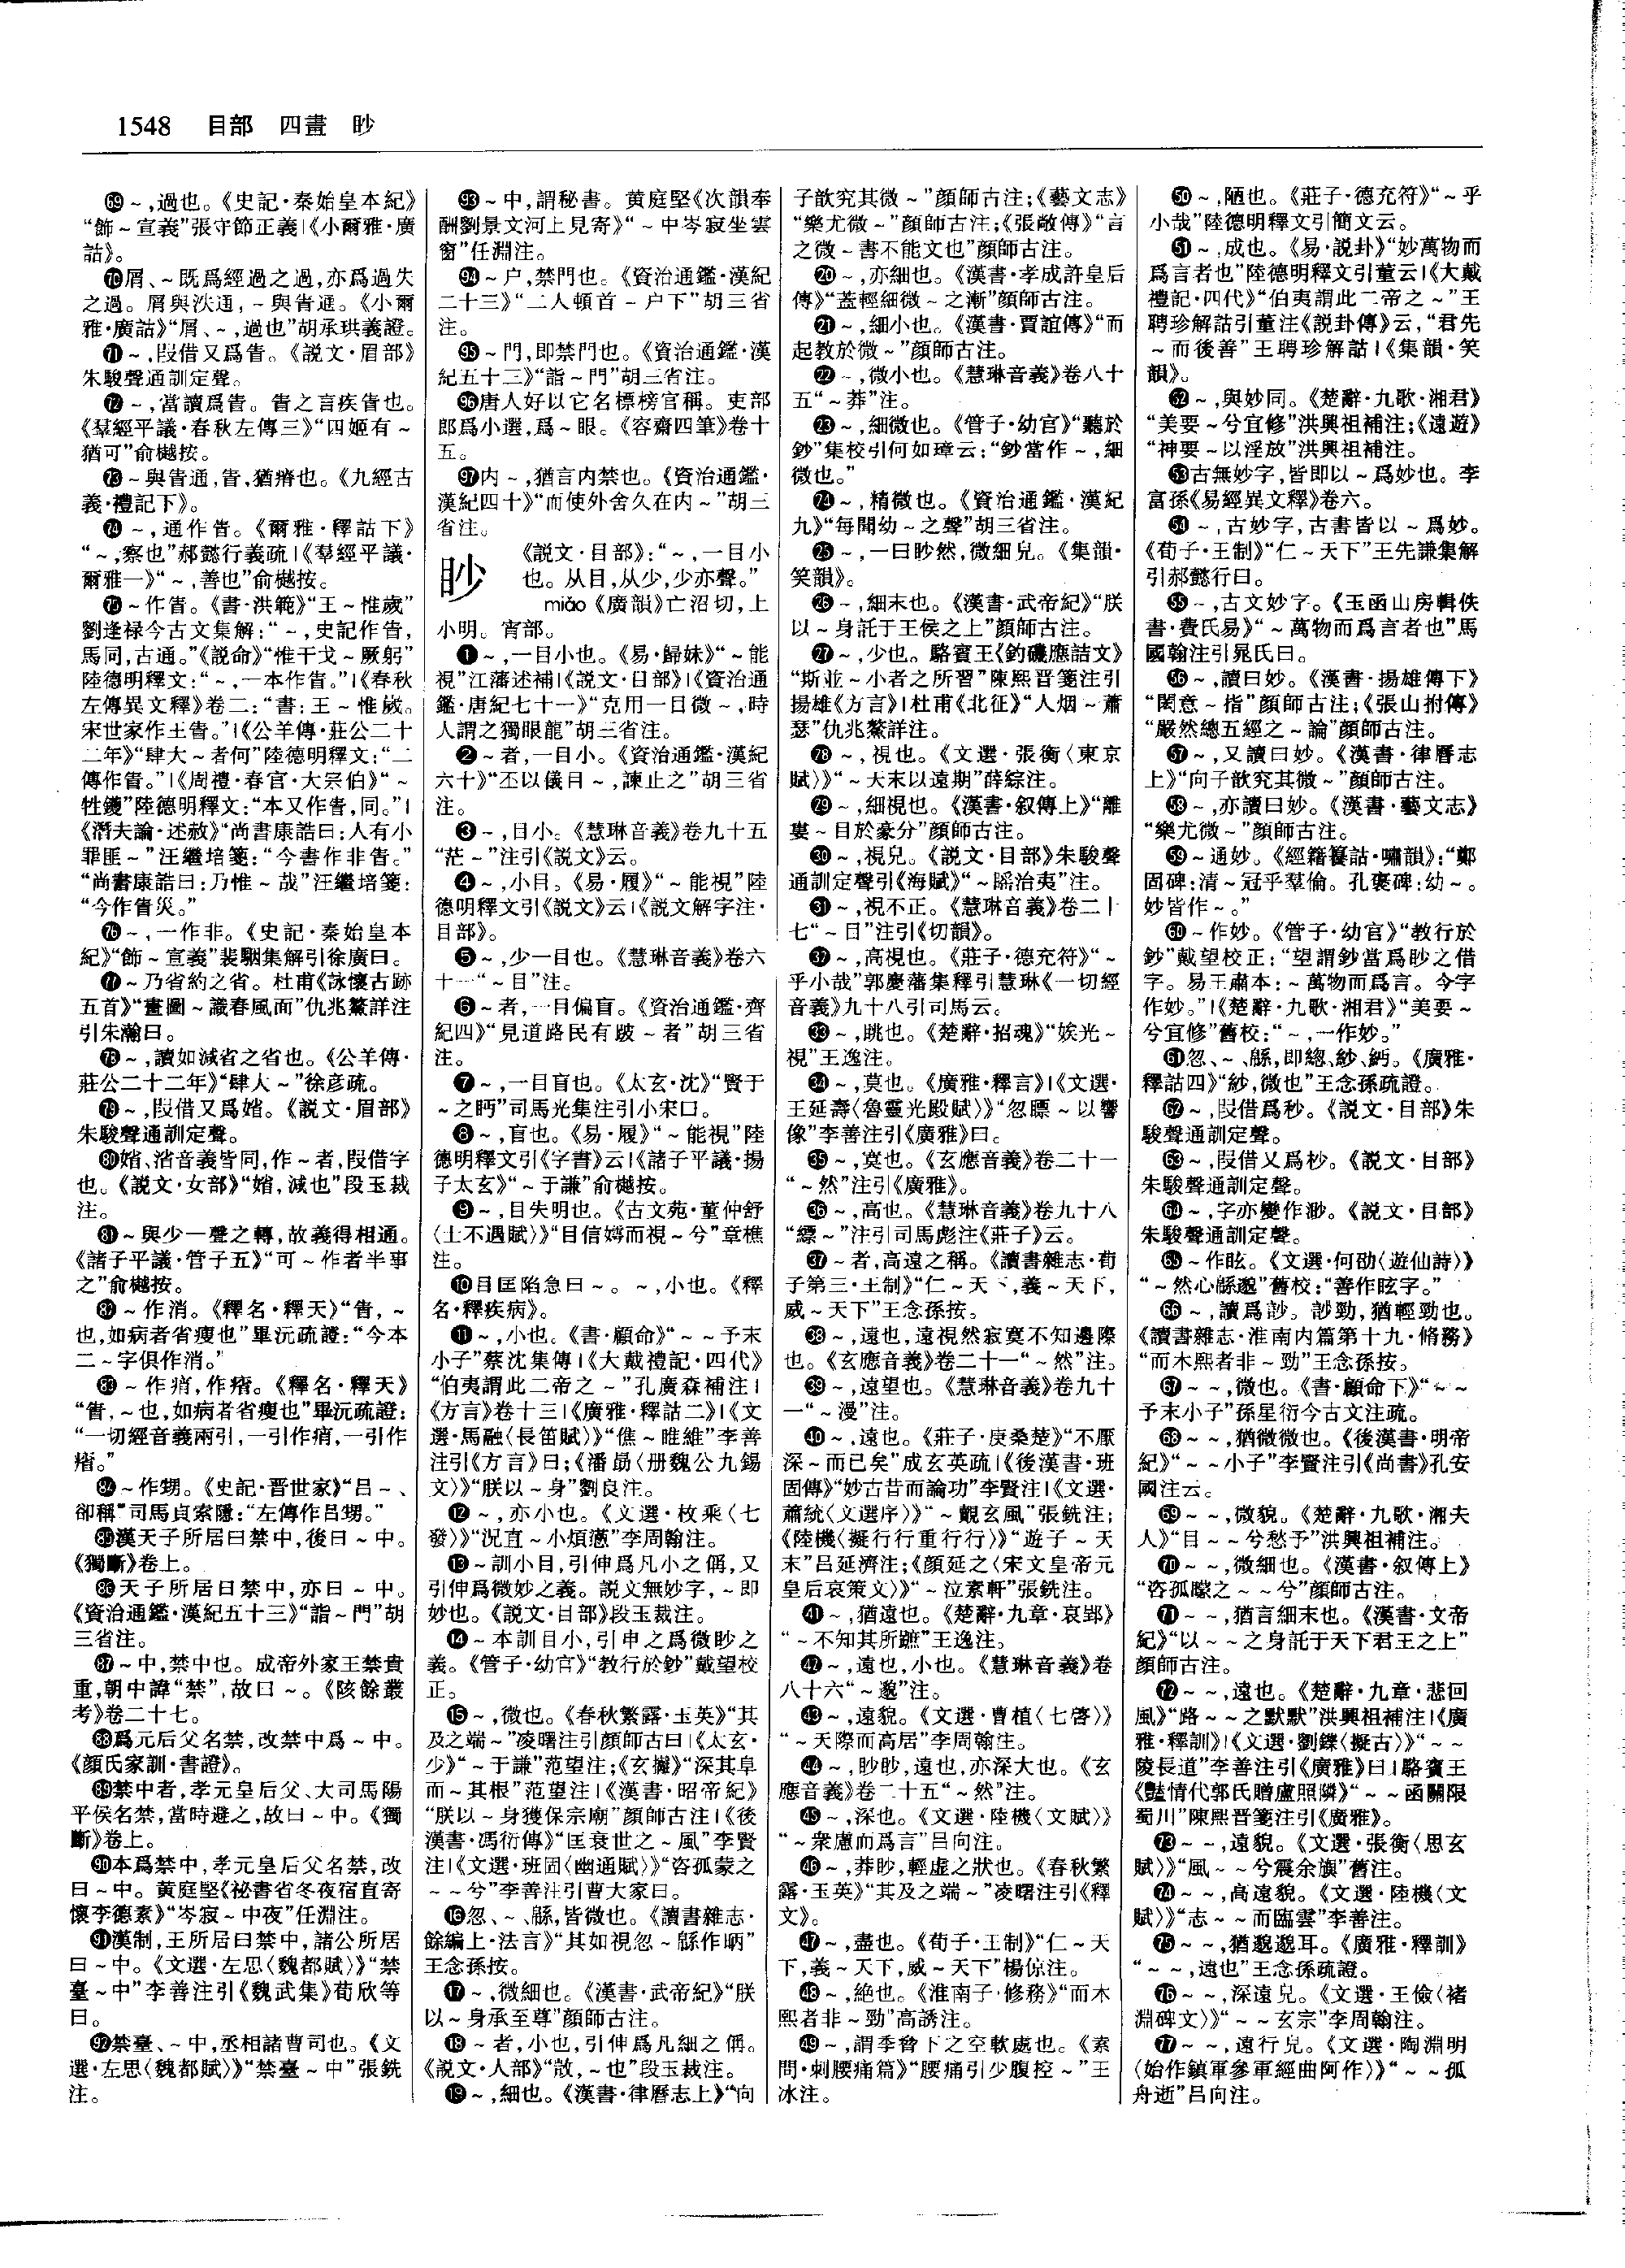 1548 目部 四畫 眇
69～,過也。《史記·秦始皇本紀》
“飾～宣義”張守節正義|《小爾雅·廣
詁》。
70屑、～既爲經過之過,亦爲過失
之過。屑與泆通,～與眚通。《小爾
雅·廣詁》“屑、～,過也”胡承珙義證。
71～,叚借又爲眚。《説文·眉部》
朱駿聲通訓定聲。
72～,當讀爲眚。眚之言疾眚也。
《羣經平議·春秋左傳三》“四姬有～
猶可”俞樾按。
73～與眚通,眚,猶瘠也。《九經古
義·禮記下》。
74～,通作眚。《爾雅·釋詁下》
“～,察也”郝懿行義疏|《羣經平議·
爾雅一》“～,善也”俞樾按。
75～作眚。《書·洪範》“王～惟歲”
劉逢禄今古文集解:“～,史記作眚,
馬同,古通。”《説命》“惟干戈～厥躬”
陸德明釋文:“～,一本作眚。”|《春秋
左傳異文釋》卷二:“書:王～惟歲。
宋世家作王眚。”|《公羊傳·莊公二十
二年》“肆大～者何”陸德明釋文:“二
傳作眚。”|《周禮·春官·大宗伯》“～
牲鑊”陸德明釋文:“本又作眚,同。”|
《潛夫論·述赦》“尚書康誥曰:人有小
罪匪～”汪繼培箋:“今書作非眚。”
“尚書康誥曰:乃惟～哉”汪繼培箋:
“今作眚災。”
76～,一作非。《史記·秦始皇本
紀》“飾～宣義”裴駰集解引徐廣曰。
77～乃省約之省。杜甫《詠懷古跡
五首》“畫圖～識春風面”仇兆鰲詳注
引朱瀚曰。
78～,讀如減省之省也。《公羊傳·
莊公二十二年》“肆大～”徐彦疏。
79～,叚借又爲媘。《説文·眉部》
朱駿聲通訓定聲。
80媘、渻音義皆同,作～者,叚借字
也。《説文·女部》“媘,減也”段玉裁
注。
81～與少一聲之轉,故義得相通。
《諸子平議·管子五》“可～作者半事
之”俞樾按。
82～作消。《釋名·釋天》“眚,～
也,如病者省瘦也”畢沅疏證:“今本
二～字俱作消。”
83～作㾪,作瘠。《釋名·釋天》
“眚,～也,如病者省瘦也”畢沅疏證:
“一切經音義兩引,一引作㾪,一引作
瘠。”
84～作甥。《史記·晋世家》“吕～、
卻稱”司馬貞索隱:“左傳作吕甥。”
85漢天子所居曰禁中,後曰～中。
《獨斷》卷上。
86天子所居曰禁中,亦曰～中。
《資治通鑑·漢紀五十三》“詣～門”胡
三省注。
87～中,禁中也。成帝外家王禁貴
重,朝中諱“禁”,故曰～。《陔餘叢
考》卷二十七。
88爲元后父名禁,改禁中爲～中。
《顔氏家訓·書證》。
89禁中者,孝元皇后父、大司馬陽
平侯名禁,當時避之,故曰～中。《獨
斷》卷上。
90本爲禁中,孝元皇后父名禁,改
曰～中。黄庭堅《祕書省冬夜宿直寄
懷李德素》“岑寂～中夜”任淵注。
91漢制,王所居曰禁中,諸公所居
曰～中。《文選·左思〈魏都賦〉》“禁
臺～中”李善注引《魏武集》荀欣等
曰。
92禁臺、～中,丞相諸曹司也。《文
選·左思〈魏都賦〉》“禁臺～中”張銑
注。
93～中,謂秘書。黄庭堅《次韻奉
酬劉景文河上見寄》“～中岑寂坐雲
窗”任淵注。
94～户,禁門也。《資治通鑑·漢紀
二十三》“二人頓首～户下”胡三省
注。
95～門,即禁門也。《資治通鑑·漢
紀五十三》“詣～門”胡三省注。
96唐人好以它名標榜官稱。吏部
郎爲小選,爲～眼。《容齋四筆》卷十
五。
97内～,猶言内禁也。《資治通鑑·
漢紀四十》“而使外舍久在内～”胡三
省注。
眇 《説文·目部》:“～,一目小
也。从目,从少,少亦聲。”
miǎo《廣韻》亡沼切,上
小明。宵部。
1～,一目小也。《易·歸妹》“～能
視”江藩述補|《説文·目部》|《資治通
鑑·唐紀七十一》“克用一目微～,時
人謂之獨眼龍”胡三省注。
2～者,一目小。《資治通鑑·漢紀
六十》“丕以儀目～,諫止之”胡三省
注。
3～,目小。《慧琳音義》卷九十五
“茫～”注引《説文》云。
4～,小目。《易·履》“～能視”陸
德明釋文引《説文》云|《説文解字注·
目部》。
5～,少一目也。《慧琳音義》卷六
十一“～目”注。
6～者,一目偏盲。《資治通鑑·齊
紀四》“見道路民有跛～者”胡三省
注。
7～,一目盲也。《太玄·沈》“賢于
～之眄”司馬光集注引小宋曰。
8～,盲也。《易·履》“～能視”陸
德明釋文引《字書》云|《諸子平議·揚
子太玄》“～于謙”俞樾按。
9～,目失明也。《古文苑·董仲舒
〈士不遇賦〉》“目信嫮而視～兮”章樵
注。
10目匡陷急曰～。～,小也。《釋
名·釋疾病》。
11～,小也。《書·顧命》“～～予末
小子”蔡沈集傳|《大戴禮記·四代》
“伯夷謂此二帝之～”孔廣森補注|
《方言》卷十三|《廣雅·釋詁二》|《文
選·馬融〈長笛賦〉》“僬～睢維”李善
注引《方言》曰;《潘勗〈册魏公九錫
文〉》“朕以～身”劉良注。
12～,亦小也。《文選·枚乘〈七
發〉》“况直～小煩懣”李周翰注。
13～訓小目,引伸爲凡小之偁,又
引伸爲微妙之義。説文無妙字,～即
妙也。《説文·目部》段玉裁注。
14～本訓目小,引申之爲微眇之
義。《管子·幼官》“教行於鈔”戴望校
正。
15～,微也。《春秋繁露·玉英》“其
及之端～”凌曙注引顔師古曰|《太玄·
少》“～于謙”范望注;《玄攡》“深其阜
而～其根”范望注|《漢書·昭帝紀》
“朕以～身獲保宗廟”顔師古注|《後
漢書·馮衍傳》“匡衰世之～風”李賢
注|《文選·班固〈幽通賦〉》“咨孤蒙之
～～兮”李善注引曹大家曰。
16忽、～、緜,皆微也。《讀書雜志·
餘編上·法言》“其如視忽～緜作昞”
王念孫按。
17～,微細也。《漢書·武帝紀》“朕
以～身承至尊”顔師古注。
18～者,小也,引伸爲凡細之偁。
《説文·人部》“㪣,～也”段玉裁注。
19～,細也。《漢書·律曆志上》“向
子歆究其微～”顔師古注;《藝文志》
“樂尤微～”顔師古注;《張敞傳》“言
之微～書不能文也”顔師古注。
20～,亦細也。《漢書·孝成許皇后
傳》“蓋輕細微～之漸”顔師古注。
21～,細小也。《漢書·賈誼傳》“而
起教於微～”顔師古注。
22～,微小也。《慧琳音義》卷八十
五“～莽”注。
23～,細微也。《管子·幼官》“聽於
鈔”集校引何如璋云:“鈔當作～,細
微也。”
24～,精微也。《資治通鑑·漢紀
九》“每聞幼～之聲”胡三省注。
25～,一曰眇然,微細皃。《集韻·
笑韻》。
26～,細末也。《漢書·武帝紀》“朕
以～身託于王侯之上”顔師古注。
27～,少也。駱賓王《釣磯應詰文》
“斯並～小者之所習”陳熙晋箋注引
揚雄《方言》|杜甫《北征》“人烟～蕭
瑟”仇兆鰲詳注。
28～,視也。《文選·張衡〈東京
賦〉》“～天末以遠期”薛綜注。
29～,細視也。《漢書·叙傳上》“離
婁～目於豪分”顔師古注。
30～,視皃。《説文·目部》朱駿聲
通訓定聲引《海賦》“～䁘治夷”注。
31～,視不正。《慧琳音義》卷二十
七“～目”注引《切韻》。
32～,高視也。《莊子·德充符》“～
乎小哉”郭慶藩集釋引慧琳《一切經
音義》九十八引司馬云。
33～,眺也。《楚辭·招魂》“娭光～
視”王逸注。
34～,莫也。《廣雅·釋言》|《文選·
王延壽〈魯靈光殿賦〉》“忽瞟～以響
像”李善注引《廣雅》曰。
35～,莫也。《玄應音義》卷二十一
“～然”注引《廣雅》。
36～,高也。《慧琳音義》卷九十八
“縹～”注引司馬彪注《莊子》云。
37～者,高遠之稱。《讀書雜志·荀
子第三·王制》“仁～天下,義～天下,
威～天下”王念孫按。
38～,遠也,遠視然寂寞不知邊際
也。《玄應音義》卷二十一“～然”注。
39～,遠望也。《慧琳音義》卷九十
一“～漫”注。
40～,遠也。《莊子·庚桑楚》“不厭
深～而已矣”成玄英疏|《後漢書·班
固傳》“妙古昔而論功”李賢注|《文選·
蕭統〈文選序〉》“～覿玄風”張銑注;
《陸機〈擬行行重行行〉》“遊子～天
末”吕延濟注;《顔延之〈宋文皇帝元
皇后哀策文〉》“～泣素軒”張銑注。
41～,猶遠也。《楚辭·九章·哀郢》
“～不知其所蹠”王逸注。
42～,遠也,小也。《慧琳音義》卷
八十六“～邈”注。
43～,遠貌。《文選·曹植〈七啓〉》
“～天際而高居”李周翰注。
44～,眇眇,遠也,亦深大也。《玄
應音義》卷二十五“～然”注。
45～,深也。《文選·陸機〈文賦〉》
“～衆慮而爲言”吕向注。
46～,莽眇,輕虚之狀也。《春秋繁
露·玉英》“其及之端～”凌曙注引《釋
文》。
47～,盡也。《荀子·王制》“仁～天
下,義～天下,威～天下”楊倞注。
48～,絶也。《淮南子·修務》“而木
熙者非～勁”高誘注。
49～,謂季脅下之空軟處也。《素
問·刺腰痛篇》“腰痛引少腹控～”王
冰注。
50～,陋也。《莊子·德充符》“～乎
小哉”陸德明釋文引簡文云。
51～,成也。《易·説卦》“妙萬物而
爲言者也”陸德明釋文引董云|《大戴
禮記·四代》“伯夷謂此二帝之～”王
聘珍解詁引董注《説卦傳》云,“君先
～而後善”王聘珍解詁|《集韻·笑
韻》。
52～,與妙同。《楚辭·九歌·湘君》
“美要～兮宜修”洪興祖補注;《遠遊》
“神要～以淫放”洪興祖補注。
53古無妙字,皆即以～爲妙也。李
富孫《易經異文釋》卷六。
54～,古妙字,古書皆以～爲妙。
《荀子·王制》“仁～天下”王先謙集解
引郝懿行曰。
55～,古文妙字。《玉函山房輯佚
書·費氏易》“～萬物而爲言者也”馬
國翰注引晁氏曰。
56～,讀曰妙。《漢書·揚雄傳下》
“閎意～指”顔師古注;《張山拊傳》
“嚴然總五經之～論”顔師古注。
57～,又讀曰妙。《漢書·律曆志
上》“向子歆究其微～”顔師古注。
58～,亦讀曰妙。《漢書·藝文志》
“樂尤微～”顔師古注。
59～通妙。《經籍籑詁·嘯韻》:“鄭
固碑:清～冠乎羣倫。孔褒碑:幼～。
妙皆作～。”
60～作妙。《管子·幼官》“教行於
鈔”戴望校正:“望謂鈔當爲眇之借
字。易王肅本:～萬物而爲言。今字
作妙。”|《楚辭·九歌·湘君》“美要～
兮宜修”舊校:“～,一作妙。”
61忽、～、緜,即緫、紗、䋛。《廣雅·
釋詁四》“紗,微也”王念孫疏證。
62～,叚借爲秒。《説文·目部》朱
駿聲通訓定聲。
63～,叚借又爲杪。《説文·目部》
朱駿聲通訓定聲。
64～,字亦變作渺。《説文·目部》
朱駿聲通訓定聲。
65～作眩。《文選·何劭〈遊仙詩〉》
“～然心緜邈”舊校:“善作眩字。”
66～,讀爲訬。訬勁,猶輕勁也。
《讀書雜志·淮南内篇第十九·脩務》
“而木熙者非～勁”王念孫按。
67～～,微也。《書·顧命下》“～～
予末小子”孫星衍今古文注疏。
68～～,猶微微也。《後漢書·明帝
紀》“～～小子”李賢注引《尚書》孔安
國注云。
69～～,微貌。《楚辭·九歌·湘夫
人》“目～～兮愁予”洪興祖補注。
70～～,微細也。《漢書·叙傳上》
“咨孤矇之～～兮”顔師古注。
71～～,猶言細末也。《漢書·文帝
紀》“以～～之身託于天下君王之上”
顔師古注。
72～～,遠也。《楚辭·九章·悲回
風》“路～～之默默”洪興祖補注|《廣
雅·釋訓》|《文選·劉鑠〈擬古〉》“～～
陵長道”李善注引《廣雅》曰|駱賓王
《豔情代郭氏贈盧照鄰》“～～函關限
蜀川”陳熙晋箋注引《廣雅》。
73～～,遠貌。《文選·張衡〈思玄
賦〉》“風～～兮震余旟”舊注。
74～～,高遠貌。《文選·陸機〈文
賦〉》“志～～而臨雲”李善注。
75～～,猶邈邈耳。《廣雅·釋訓》
“～～,遠也”王念孫疏證。
76～～,深遠皃。《文選·王儉〈褚
淵碑文〉》“～～玄宗”李周翰注。
77～～,遠行皃。《文選·陶淵明
〈始作鎮軍參軍經曲阿作〉》“～～孤
舟逝”吕向注。